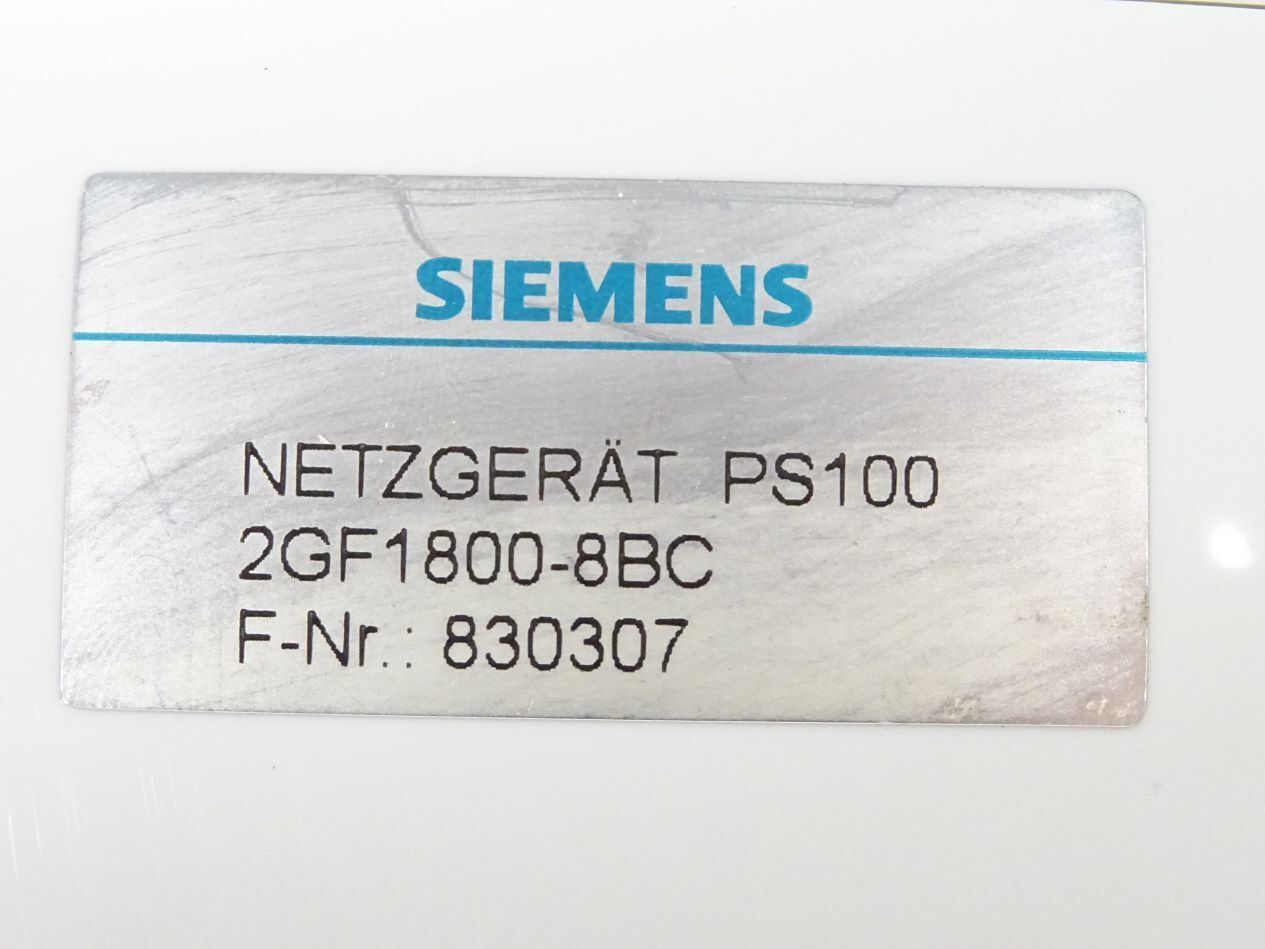 SIEMENS
NETZGERÄT PS100
2GF1800-8BC
F-Nr.: 830307